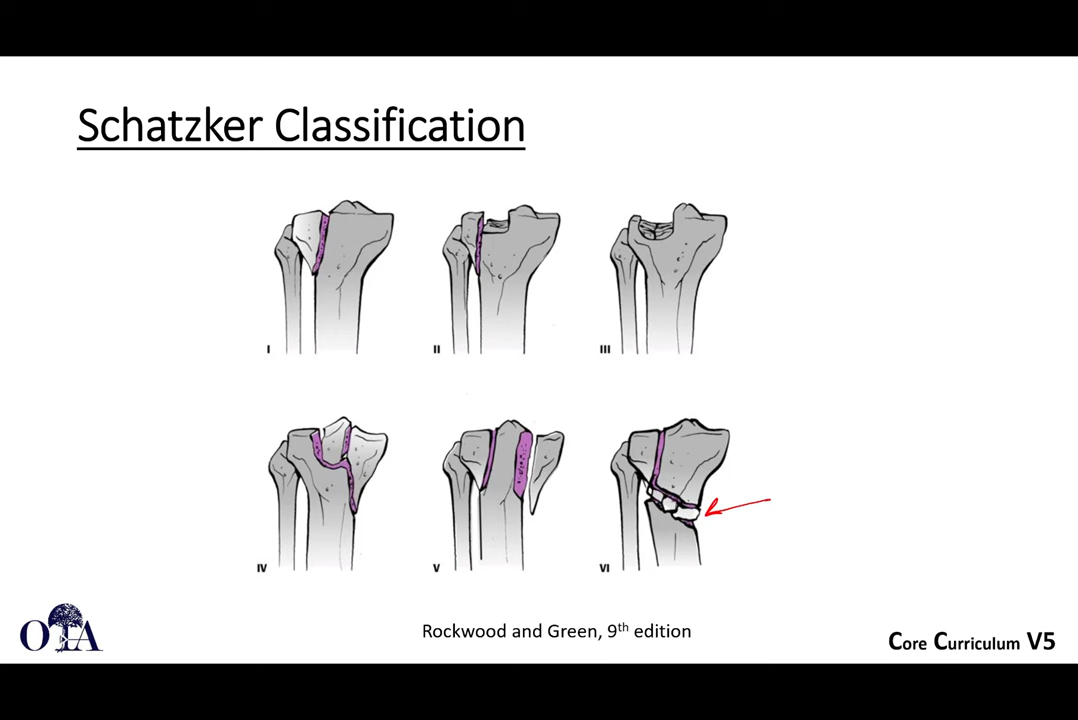 Schatzker Classification
I
II
III
IV
V
VI
OTA
Rockwood and Green, 9th edition
Core Curriculum V5